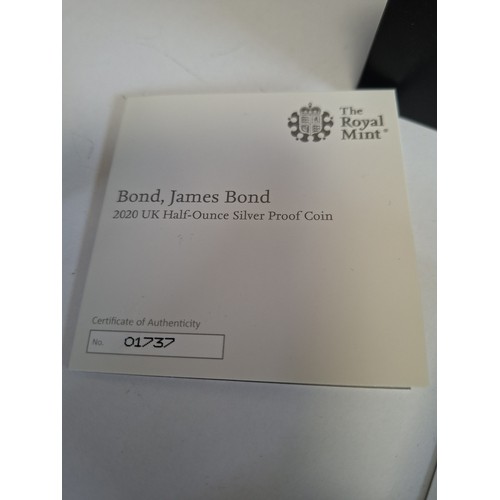 The
Royal
Mint®
Bond, James Bond
2020 UK Half-Ounce Silver Proof Coin
Certificate of Authenticity
No. 01737